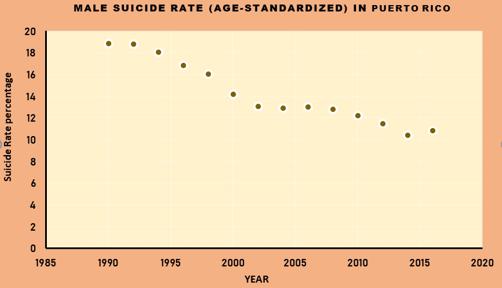 MALE SUICIDE RATE (AGE-STANDARDIZED) IN PUERTO RICO
Suicide Rate percentage
20
18
16
14
12
10
8
6
4
2
0
1985 1990 1995 2000 2005 2010 2015 2020
YEAR